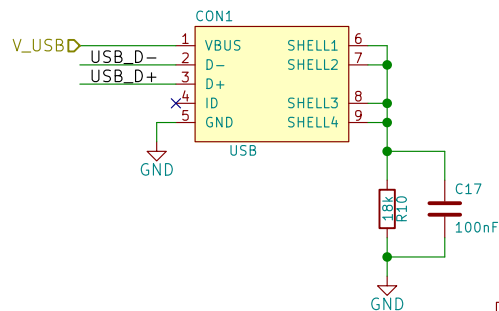 CON1
V_USB 1 VBUS SHELL1 6
USB_D- 2 D- SHELL2 7
USB_D+ 3 D+
4 ID SHELL3 8
5 GND SHELL4 9
USB
GND
18k
R10
C17
100nF
GND